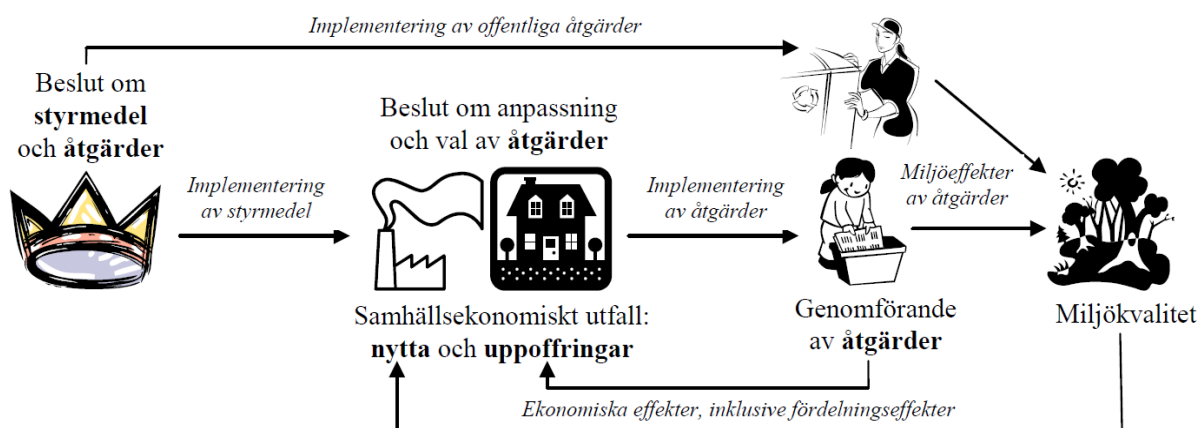 Implementering av offentliga åtgärder
Beslut om
styrmedel
och åtgärder
Beslut om anpassning
och val av åtgärder
Implementering
av styrmedel
Implementering
av åtgärder
Miljöeffekter
av åtgärder
Samhällsekonomiskt utfall:
nytta och uppoffringar
Genomförande
av åtgärder
Miljökvalitet
Ekonomiska effekter, inklusive fördelningseffekter